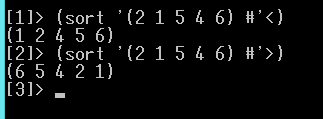 [1]> (sort '(2 1 5 4 6) #'<)
(1 2 4 5 6)
[2]> (sort '(2 1 5 4 6) #'>)
(6 5 4 2 1)
[3]> _